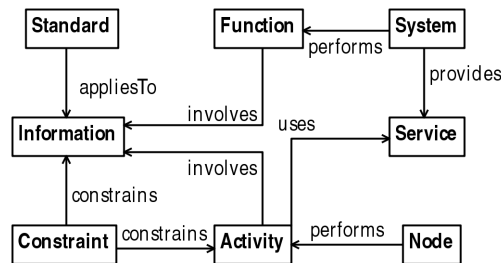 Standard
Function
System
performs
appliesTo
provides
involves
uses
Information
Service
involves
constrains
Constraint
constrains
Activity
performs
Node